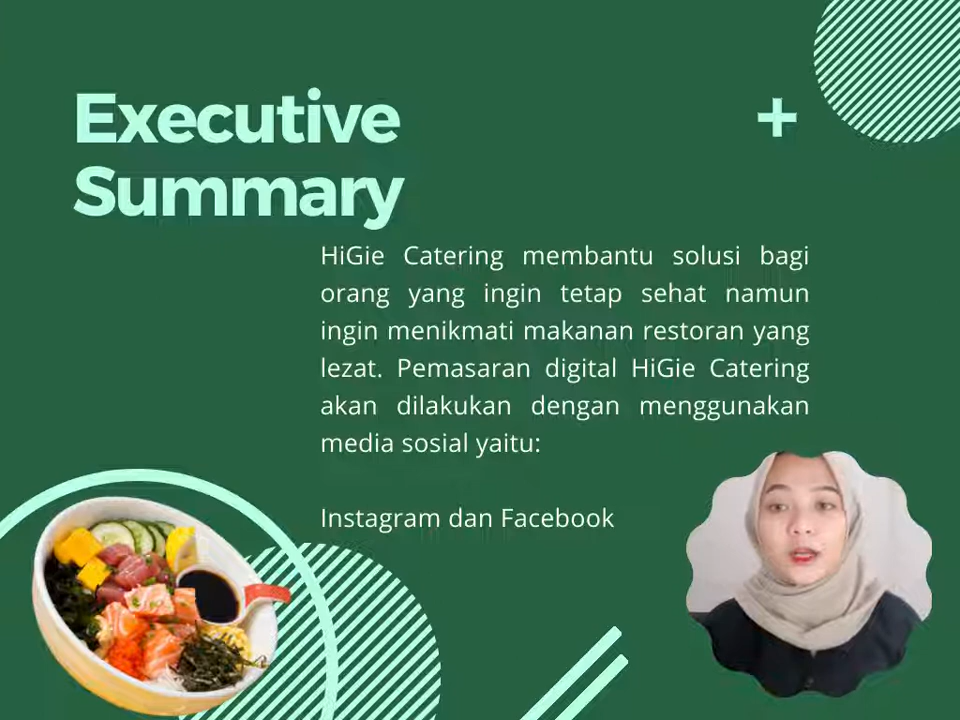 Executive
Summary
HiGie Catering membantu solusi bagi
orang yang ingin tetap sehat namun
ingin menikmati makanan restoran yang
lezat. Pemasaran digital HiGie Catering
akan dilakukan dengan menggunakan
media sosial yaitu:
Instagram dan Facebook